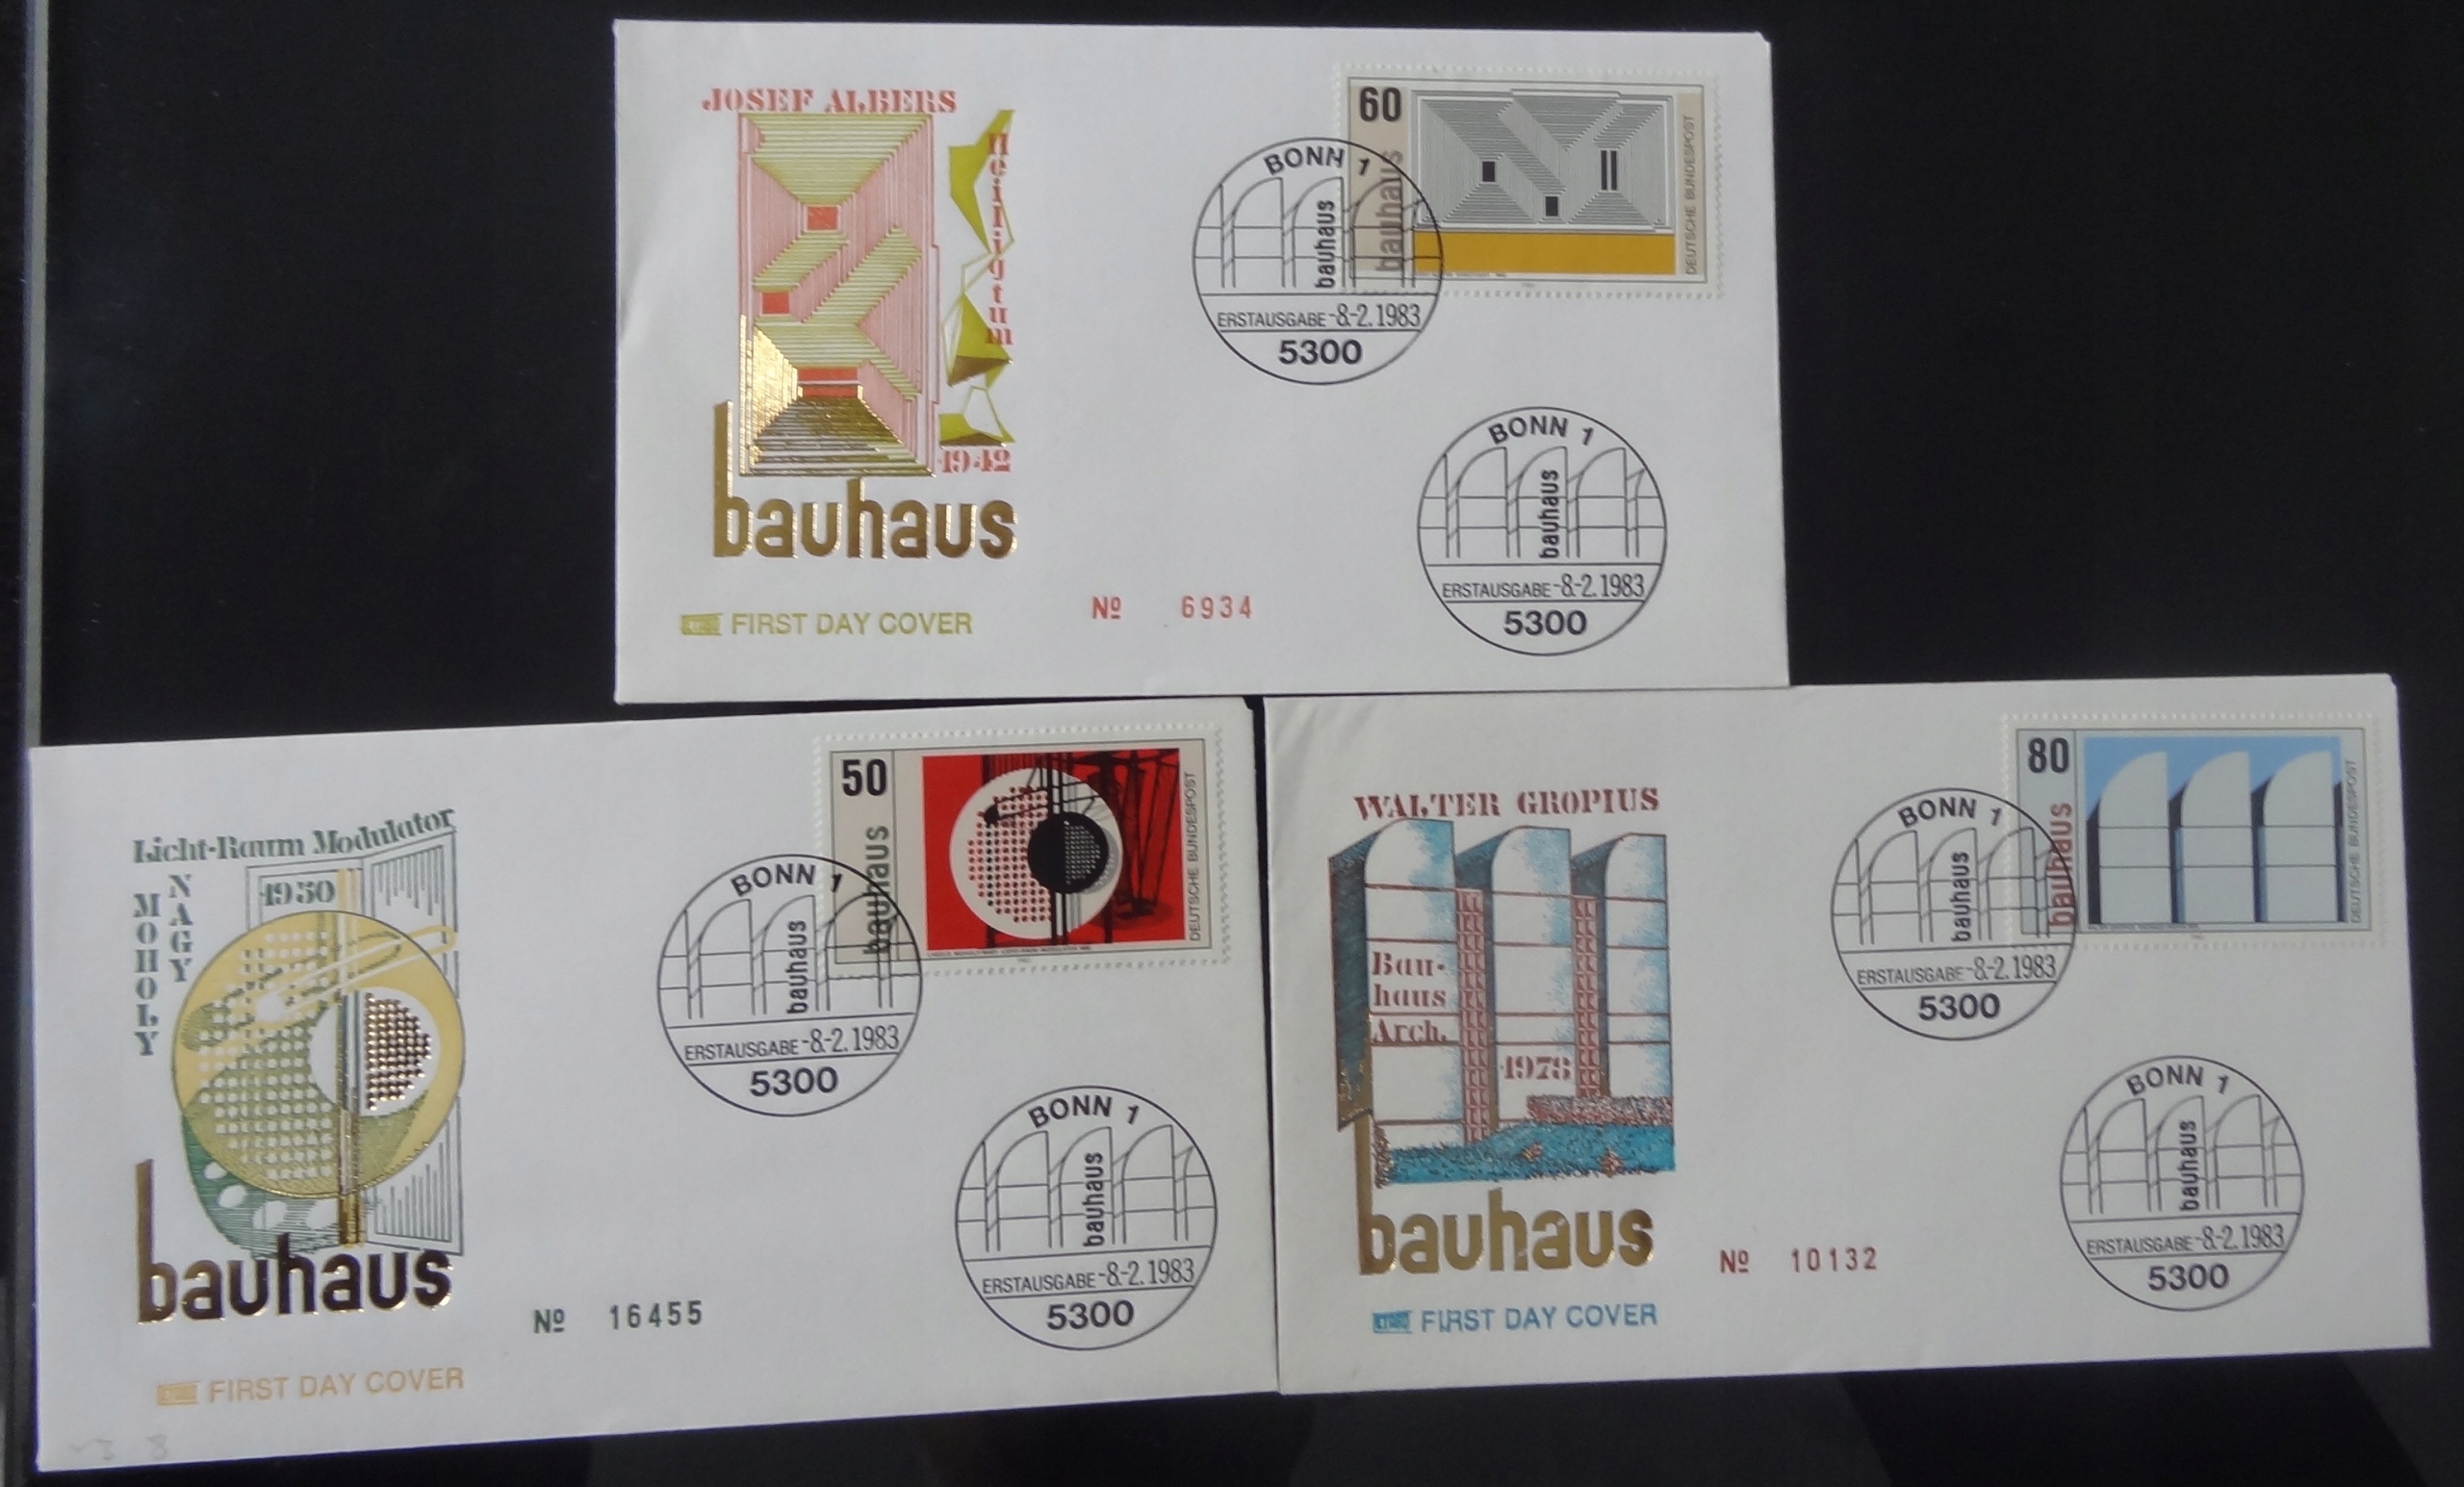 JOSEF ALBERS
Heiligtum
1942
bauhaus
FIRST DAY COVER
Nº 6934
60
bauhaus
DEUTSCHE BUNDESPOST
BONN 1
bauhaus
ERSTAUSGABE-8.-2.1983
5300
BONN 1
bauhaus
ERSTAUSGABE-8.-2.1983
5300
Licht-Raum Modulator
1930
MOHOLY
NAGY
bauhaus
FIRST DAY COVER
Nº 16455
50
bauhaus
DEUTSCHE BUNDESPOST
BONN 1
bauhaus
ERSTAUSGABE-8.-2.1983
5300
BONN 1
bauhaus
ERSTAUSGABE-8.-2.1983
5300
WALTER GROPIUS
Bau-
haus
Arch.
1978
bauhaus
FIRST DAY COVER
Nº 10132
80
bauhaus
DEUTSCHE BUNDESPOST
BONN 1
bauhaus
ERSTAUSGABE-8.-2.1983
5300
BONN 1
bauhaus
ERSTAUSGABE-8.-2.1983
5300